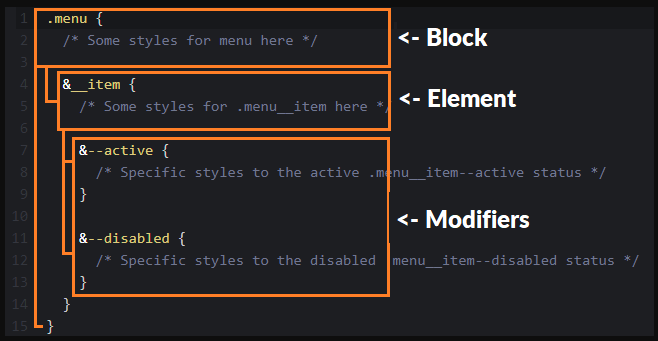 1 .menu {
2 /* Some styles for menu here */
<- Block
3
4 &__item {
<- Element
5 /* Some styles for .menu__item here */
6
7 &--active {
8 /* Specific styles to the active .menu__item--active status */
9 }
10
<- Modifiers
11 &--disabled {
12 /* Specific styles to the disabled .menu__item--disabled status */
13 }
14 }
15 }